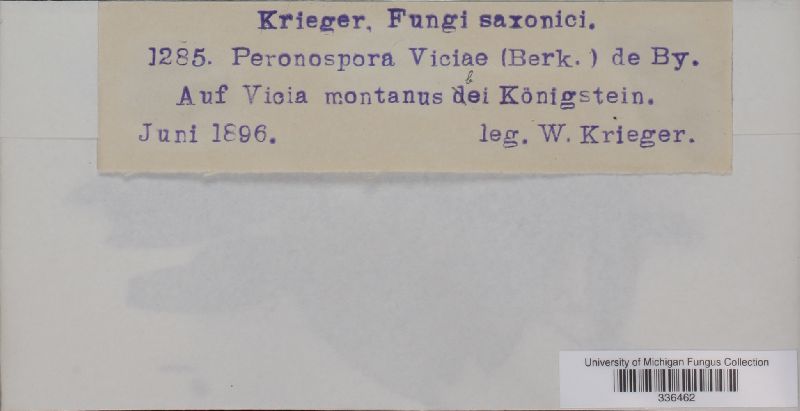 Krieger, Fungi saxonici.
1285. Peronospora Viciae (Berk.) de By.
Auf Vicia montanus bei Königstein.
Juni 1896. leg. W. Krieger.
University of Michigan Fungus Collection
336462